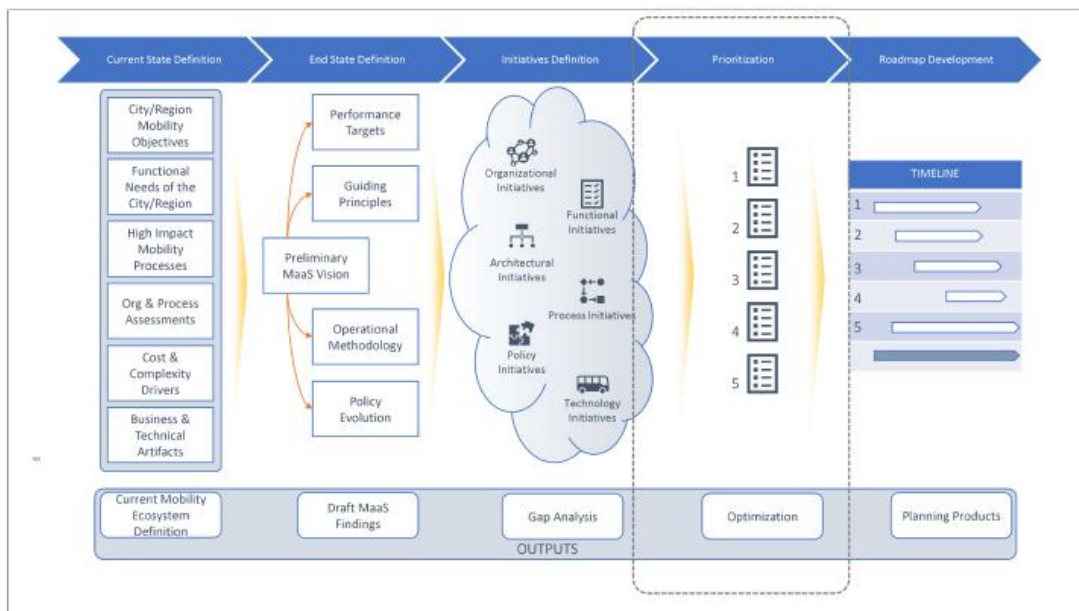 Current State Definition
End State Definition
Initiatives Definition
Prioritization
Roadmap Development
City/Region
Mobility
Objectives
Functional
Needs of the
City/Region
High Impact
Mobility
Processes
Org & Process
Assessments
Cost &
Complexity
Drivers
Business &
Technical
Artifacts
Performance
Targets
Guiding
Principles
Preliminary
MaaS Vision
Operational
Methodology
Policy
Evolution
Organizational
Initiatives
Functional
Initiatives
Architectural
Initiatives
Process Initiatives
Policy
Initiatives
Technology
Initiatives
1
2
3
4
5
TIMELINE
1
2
3
4
5
Current Mobility
Ecosystem
Definition
Draft MaaS
Findings
Gap Analysis
Optimization
Planning Products
OUTPUTS